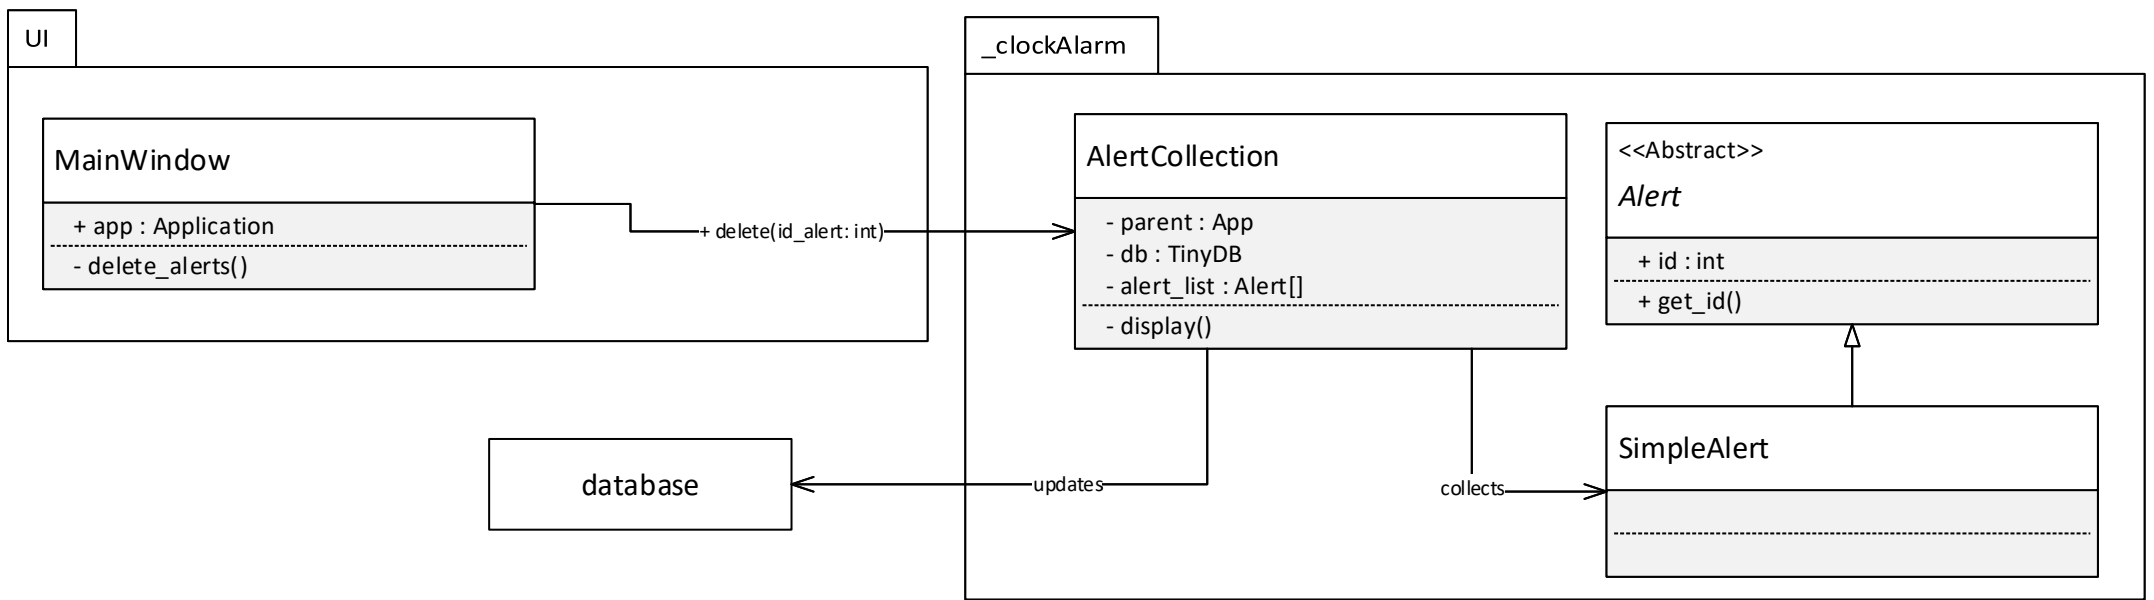 UI
MainWindow
+ app : Application
- delete_alerts()
+ delete(id_alert: int)
_clockAlarm
AlertCollection
- parent : App
- db : TinyDB
- alert_list : Alert[]
- display()
<<Abstract>>
Alert
+ id : int
+ get_id()
database
updates
collects
SimpleAlert